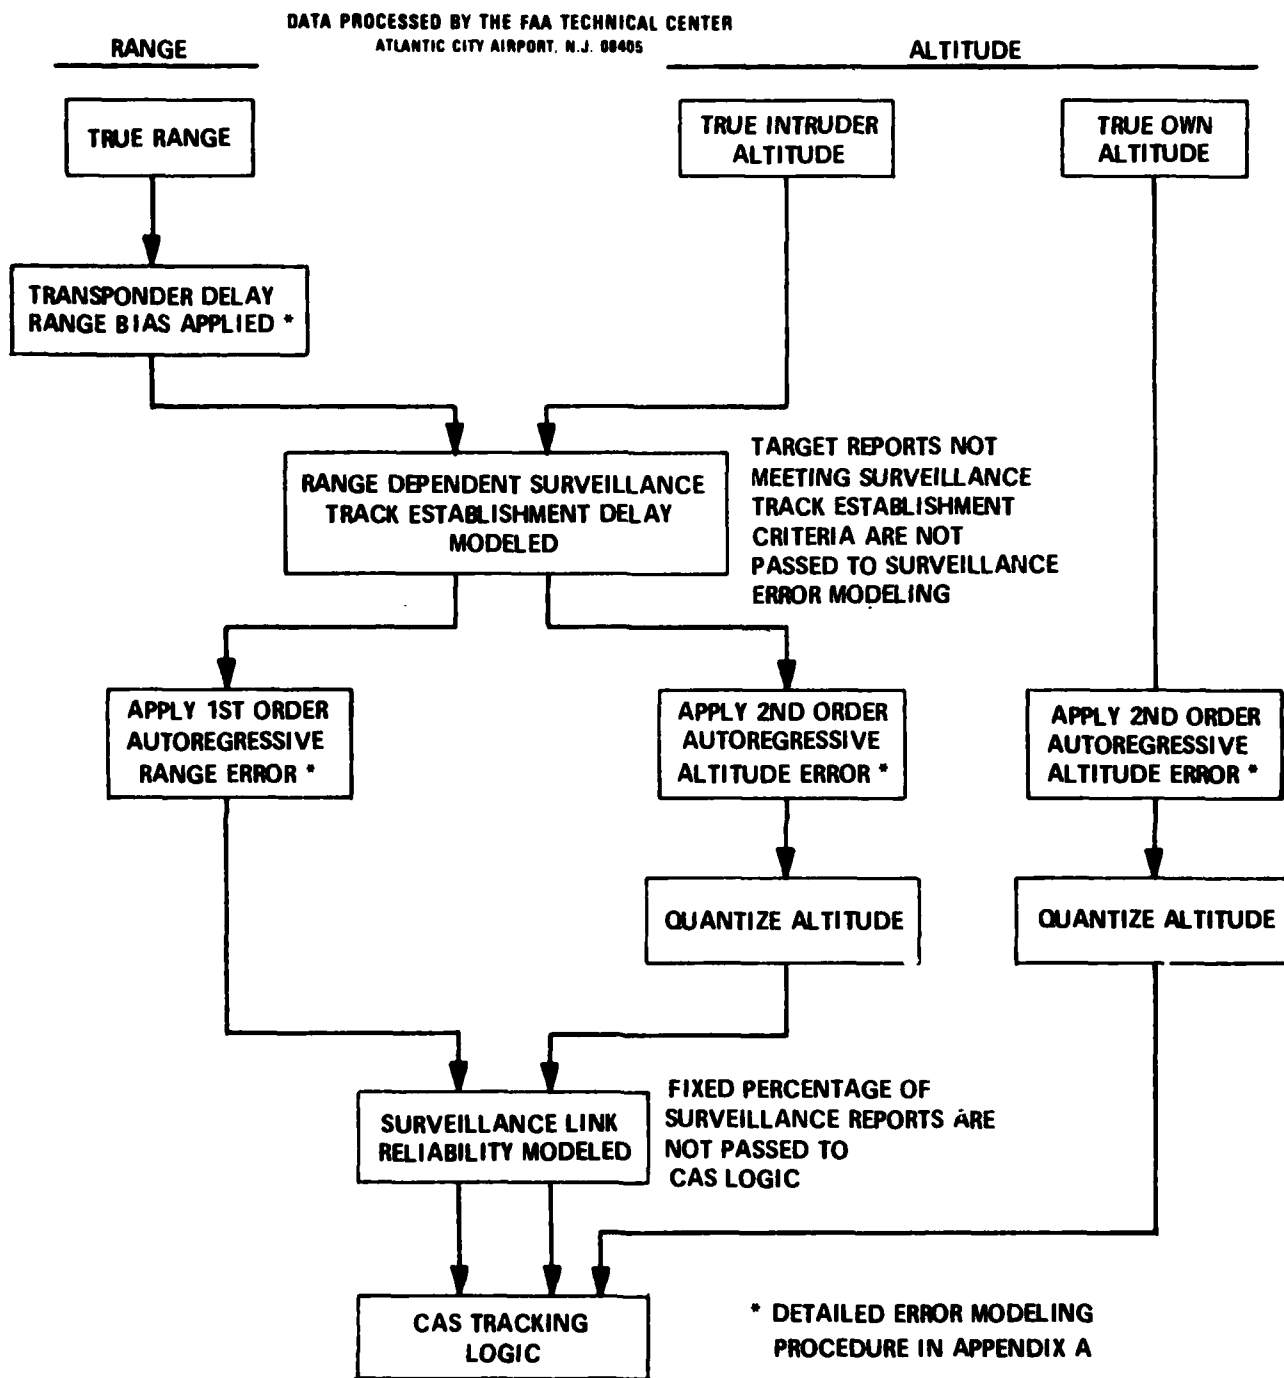 DATA PROCESSED BY THE FAA TECHNICAL CENTER
ATLANTIC CITY AIRPORT, N.J. 08405
RANGE
ALTITUDE
TRUE RANGE
TRUE INTRUDER
ALTITUDE
TRUE OWN
ALTITUDE
TRANSPONDER DELAY
RANGE BIAS APPLIED *
RANGE DEPENDENT SURVEILLANCE
TRACK ESTABLISHMENT DELAY
MODELED
TARGET REPORTS NOT
MEETING SURVEILLANCE
TRACK ESTABLISHMENT
CRITERIA ARE NOT
PASSED TO SURVEILLANCE
ERROR MODELING
APPLY 1ST ORDER
AUTOREGRESSIVE
RANGE ERROR *
APPLY 2ND ORDER
AUTOREGRESSIVE
ALTITUDE ERROR *
APPLY 2ND ORDER
AUTOREGRESSIVE
ALTITUDE ERROR *
QUANTIZE ALTITUDE
QUANTIZE ALTITUDE
SURVEILLANCE LINK
RELIABILITY MODELED
FIXED PERCENTAGE OF
SURVEILLANCE REPORTS ARE
NOT PASSED TO
CAS LOGIC
CAS TRACKING
LOGIC
* DETAILED ERROR MODELING
PROCEDURE IN APPENDIX A